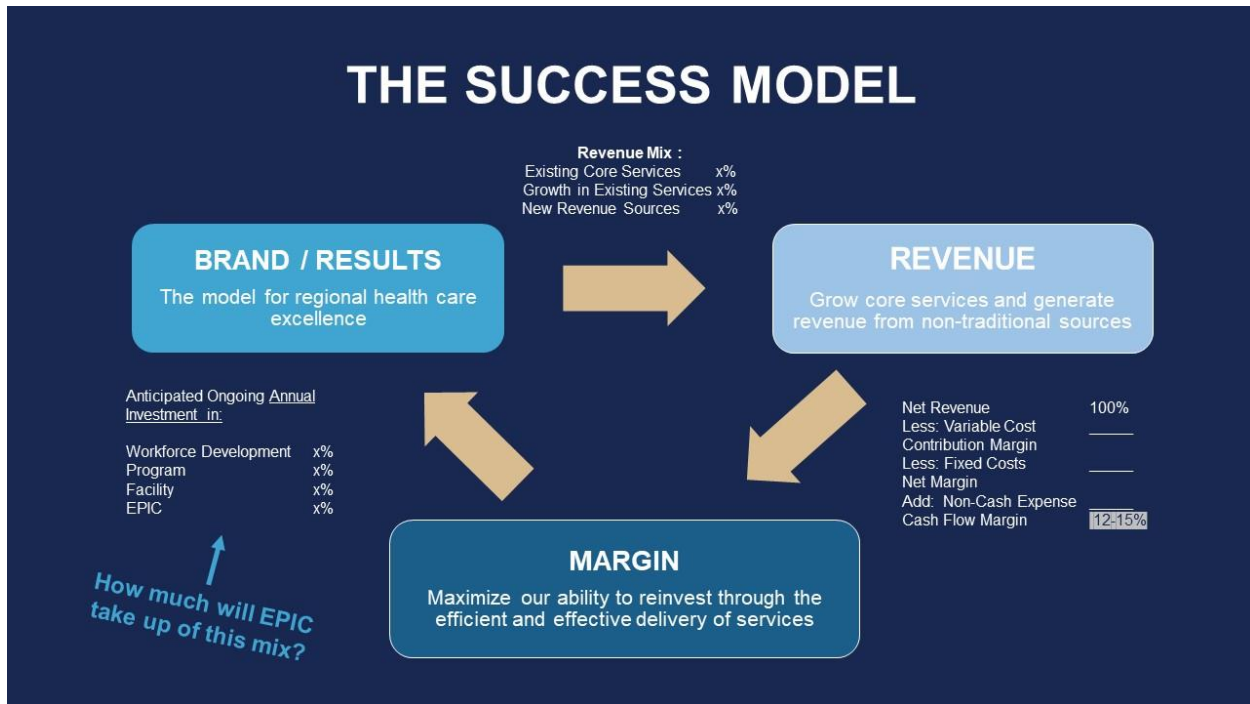 THE SUCCESS MODEL
Revenue Mix :
Existing Core Services x%
Growth in Existing Services x%
New Revenue Sources x%
BRAND / RESULTS
The model for regional health care
excellence
REVENUE
Grow core services and generate
revenue from non-traditional sources
Anticipated Ongoing Annual
Investment in:
Workforce Development x%
Program x%
Facility x%
EPIC x%
How much will EPIC
take up of this mix?
Net Revenue 100%
Less: Variable Cost _____
Contribution Margin
Less: Fixed Costs _____
Net Margin
Add: Non-Cash Expense _____
Cash Flow Margin 12-15%
MARGIN
Maximize our ability to reinvest through the
efficient and effective delivery of services